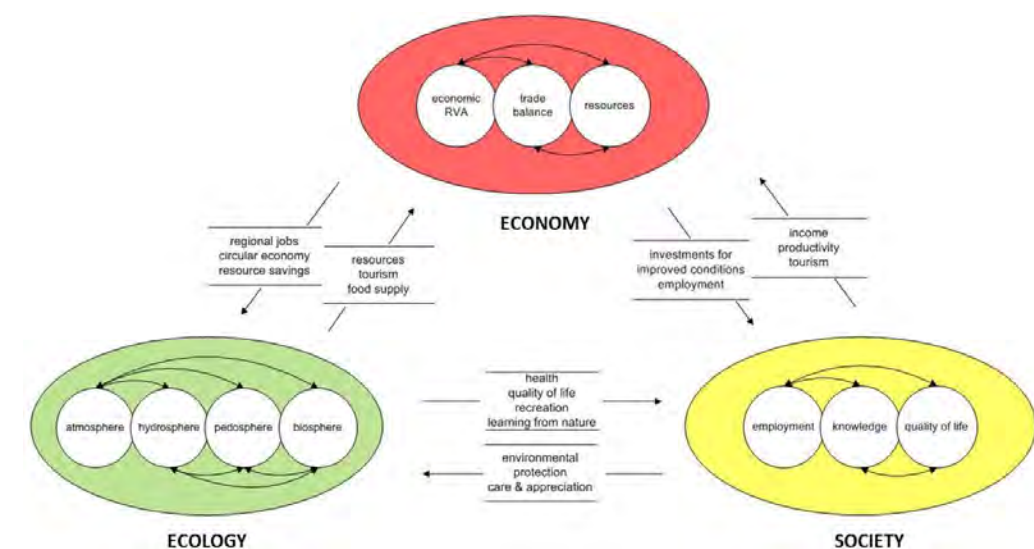 economic
RVA
trade
balance
resources
ECONOMY
regional jobs
circular economy
resource savings
resources
tourism
food supply
investments for
improved conditions
employment
income
productivity
tourism
atmosphere
hydrosphere
pedosphere
biosphere
ECOLOGY
health
quality of life
recreation
learning from nature
environmental
protection
care & appreciation
employment
knowledge
quality of life
SOCIETY